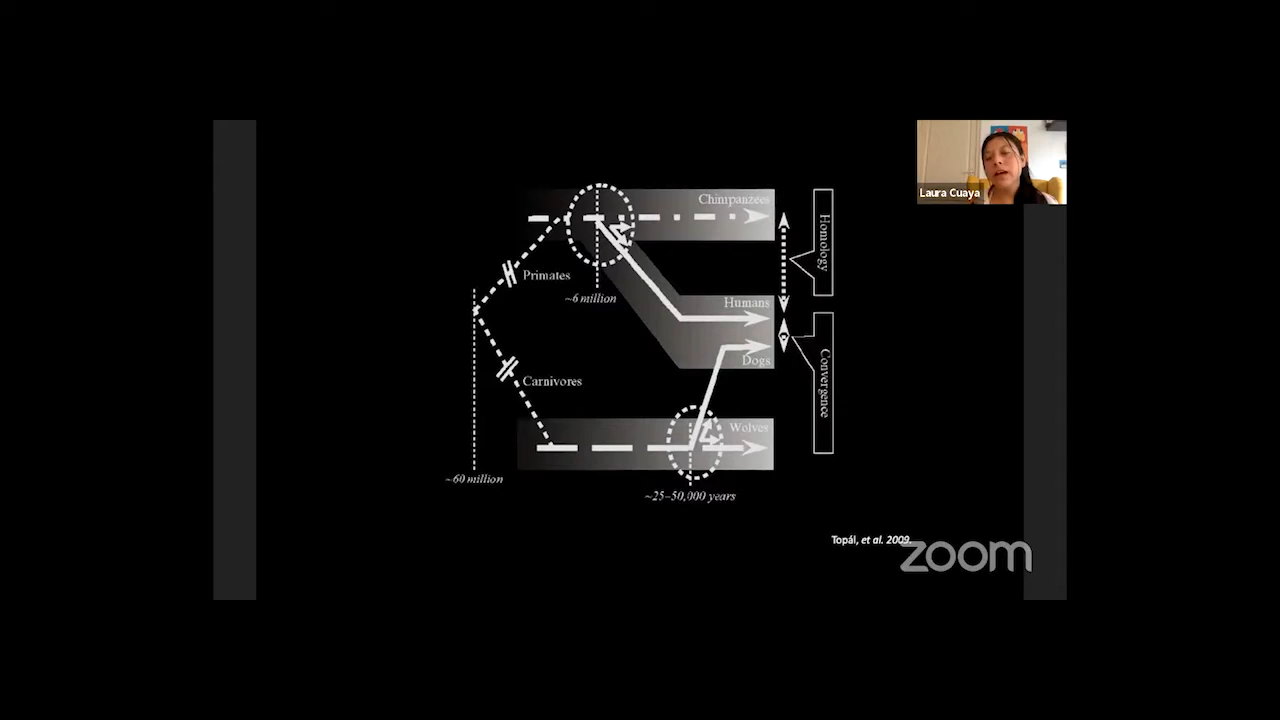 Laura Cuaya
Chimpanzees
Homology
Primates
~6 million
Humans
Dogs
Convergence
Carnivores
Wolves
~60 million
~25–50,000 years
Topál, et al. 2009.
zoom